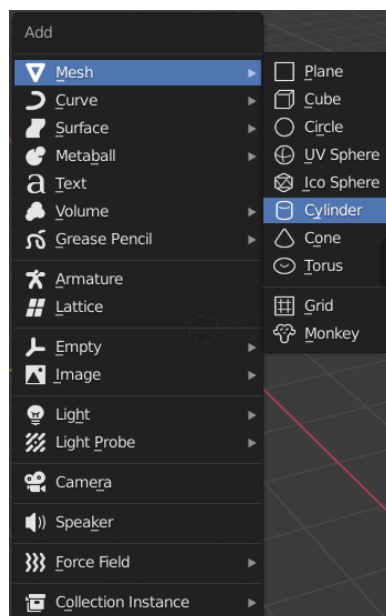 Add
Mesh
Curve
Surface
Metaball
Text
Volume
Grease Pencil
Armature
Lattice
Empty
Image
Light
Light Probe
Camera
Speaker
Force Field
Collection Instance
Plane
Cube
Circle
UV Sphere
Ico Sphere
Cylinder
Cone
Torus
Grid
Monkey